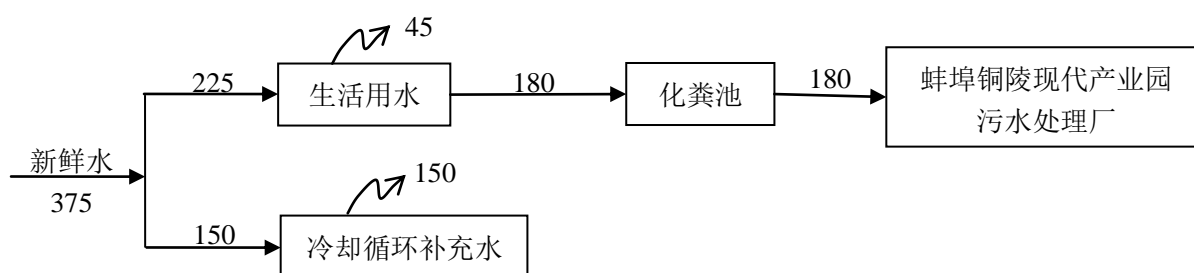 45
225
生活用水
180
化粪池
180
蚌埠铜陵现代产业园
污水处理厂
新鲜水
375
150
150
冷却循环补充水